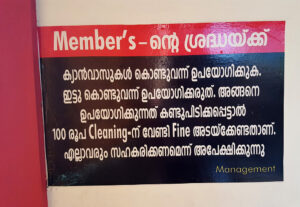 Member's – ന്റെ ശ്രദ്ധയ്ക്ക്
ക്യാൻവാസുകൾ കൊണ്ടുവന്ന് ഉപയോഗിക്കുക.
ഇട്ടു കൊണ്ടുവന്ന് ഉപയോഗിക്കരുത്. അങ്ങനെ
ഉപയോഗിക്കുന്നത് കണ്ടുപിടിക്കപ്പെട്ടാൽ
100 രൂപ Cleaning-ന് വേണ്ടി Fine അടയ്ക്കേണ്ടതാണ്.
എല്ലാവരും സഹകരിക്കണമെന്ന് അപേക്ഷിക്കുന്നു
Management